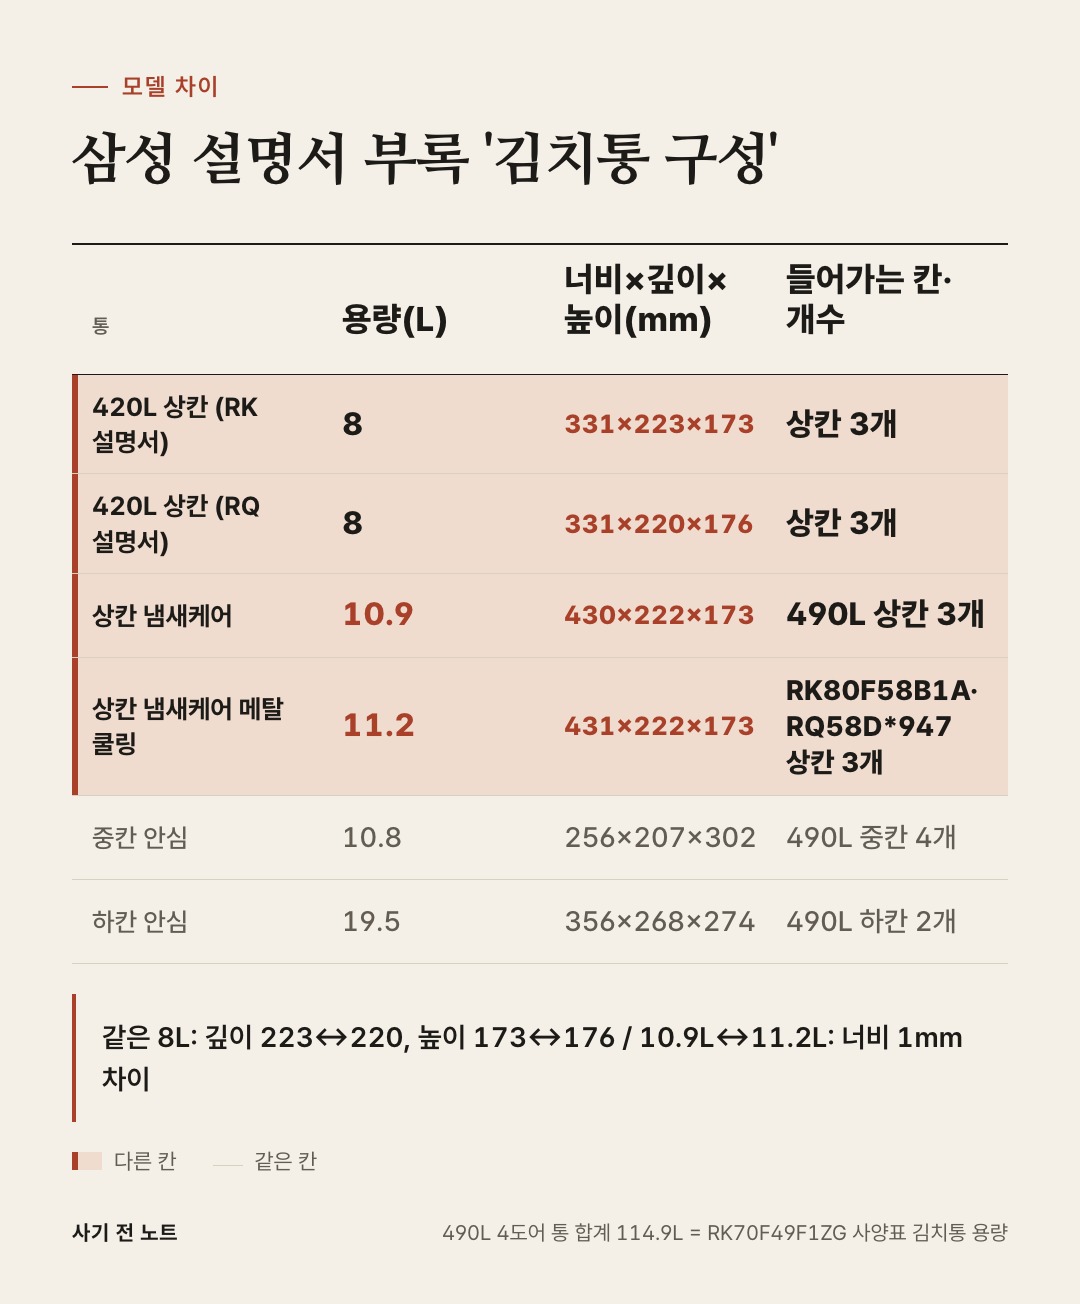 모델 차이
삼성 설명서 부록 '김치통 구성'
통
용량(L)
너비×깊이×
높이(mm)
들어가는 칸·
개수
420L 상칸 (RK
설명서)
8
331×223×173
상칸 3개
420L 상칸 (RQ
설명서)
8
331×220×176
상칸 3개
상칸 냄새케어
10.9
430×222×173
490L 상칸 3개
상칸 냄새케어 메탈
쿨링
11.2
431×222×173
RK80F58B1A·
RQ58D*947
상칸 3개
중칸 안심
10.8
256×207×302
490L 중칸 4개
하칸 안심
19.5
356×268×274
490L 하칸 2개
같은 8L: 깊이 223↔220, 높이 173↔176 / 10.9L↔11.2L: 너비 1mm
차이
다른 칸
같은 칸
사기 전 노트
490L 4도어 통 합계 114.9L = RK70F49F1ZG 사양표 김치통 용량